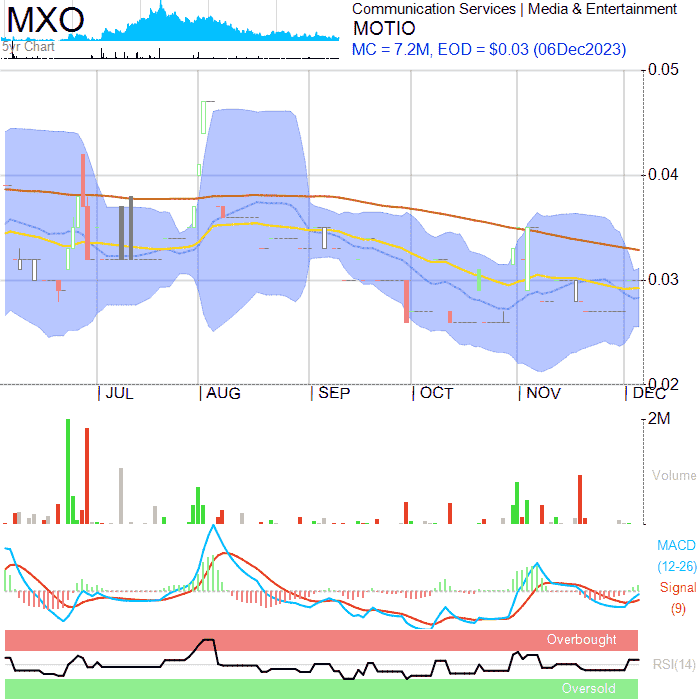 MXO
5yr Chart
Communication Services | Media & Entertainment
MOTIO
MC = 7.2M, EOD = $0.03 (06Dec2023)
0.05
0.04
0.03
0.02
JUL
AUG
SEP
OCT
NOV
DEC
2M
Volume
MACD
(12-26)
Signal
(9)
Overbought
RSI(14)
Oversold